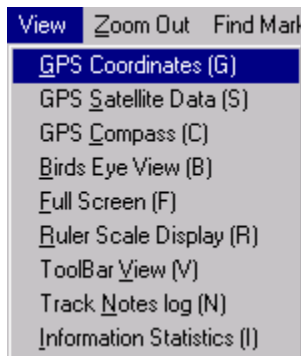 View Zoom Out Find Mark
GPS Coordinates (G)
GPS Satellite Data (S)
GPS Compass (C)
Birds Eye View (B)
Full Screen (F)
Ruler Scale Display (R)
ToolBar View (V)
Track Notes log (N)
Information Statistics (I)